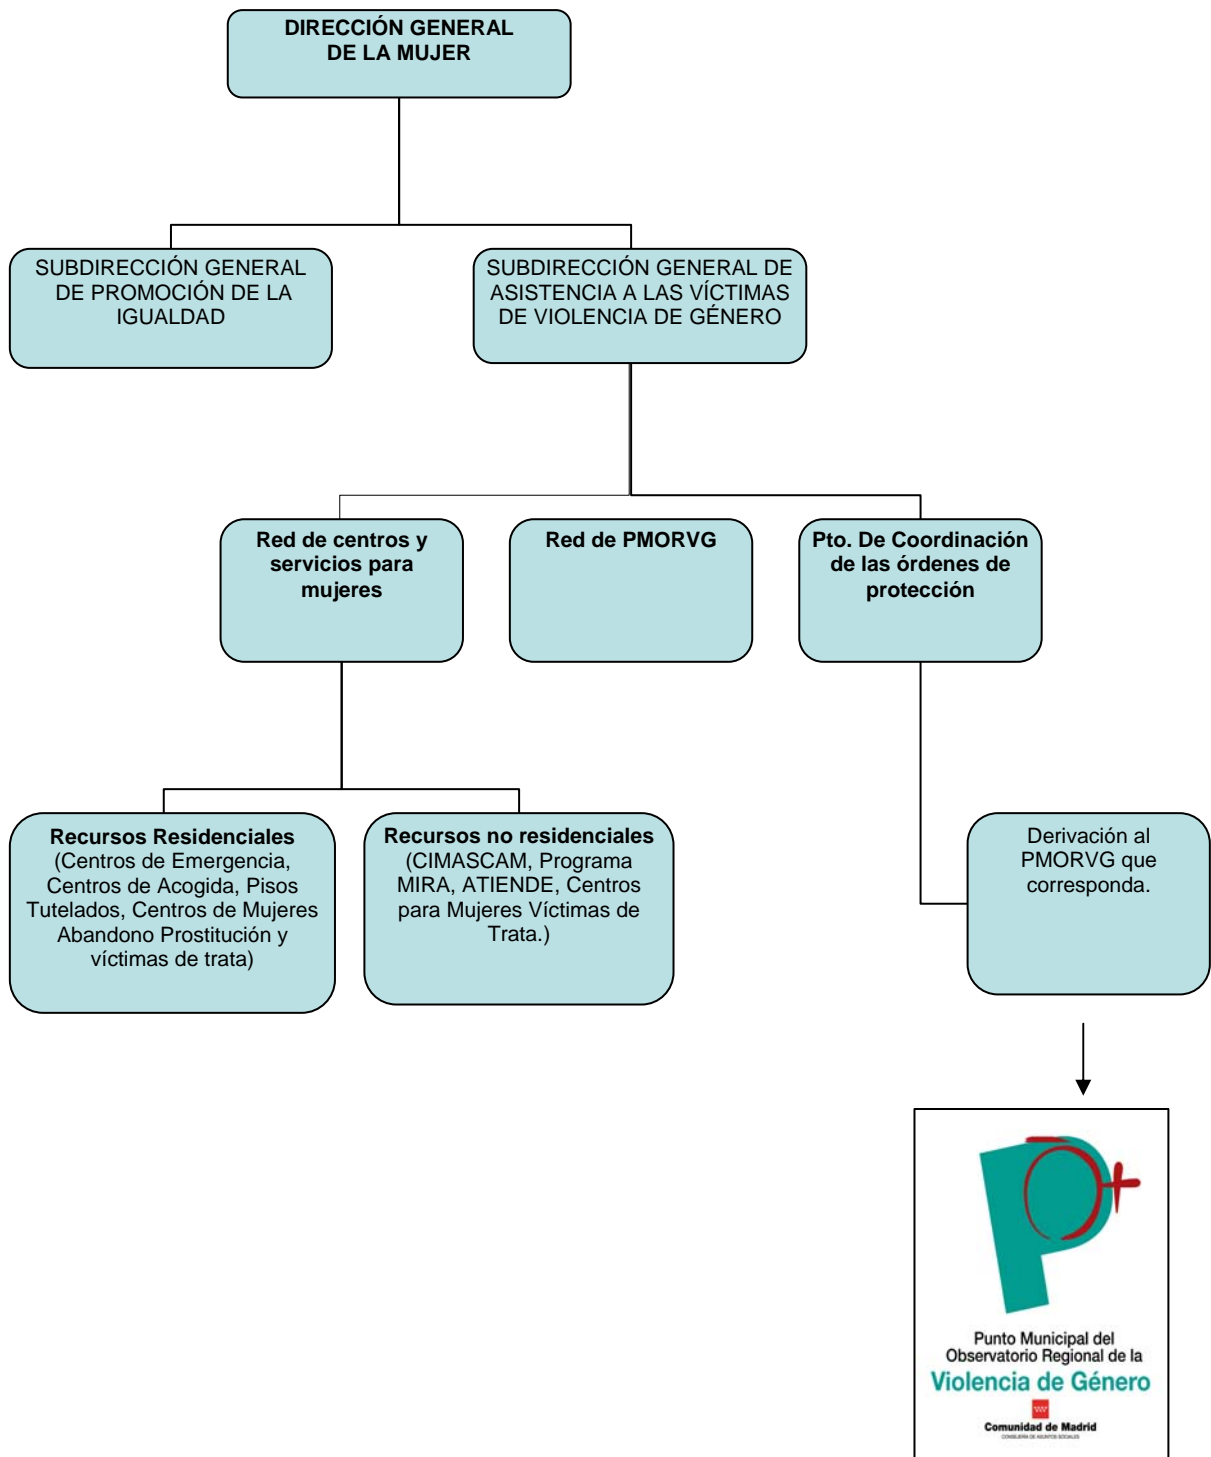 DIRECCIÓN GENERAL
DE LA MUJER
SUBDIRECCIÓN GENERAL
DE PROMOCIÓN DE LA
IGUALDAD
SUBDIRECCIÓN GENERAL DE
ASISTENCIA A LAS VÍCTIMAS
DE VIOLENCIA DE GÉNERO
Red de centros y
servicios para
mujeres
Red de PMORVG
Pto. De Coordinación
de las órdenes de
protección
Recursos Residenciales
(Centros de Emergencia,
Centros de Acogida, Pisos
Tutelados, Centros de Mujeres
Abandono Prostitución y
víctimas de trata)
Recursos no residenciales
(CIMASCAM, Programa
MIRA, ATIENDE, Centros
para Mujeres Víctimas de
Trata.)
Derivación al
PMORVG que
corresponda.
Punto Municipal del
Observatorio Regional de la
Violencia de Género
Comunidad de Madrid
CONSEJERÍA DE ASUNTOS SOCIALES